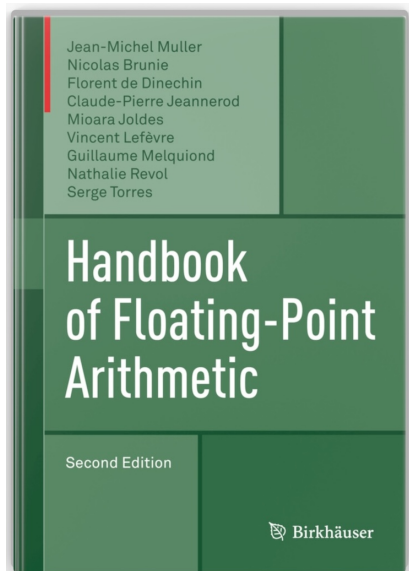 Jean-Michel Muller
Nicolas Brunie
Florent de Dinechin
Claude-Pierre Jeannerod
Mioara Joldes
Vincent Lefèvre
Guillaume Melquiond
Nathalie Revol
Serge Torres
Handbook
of Floating-Point
Arithmetic
Second Edition
Birkhäuser